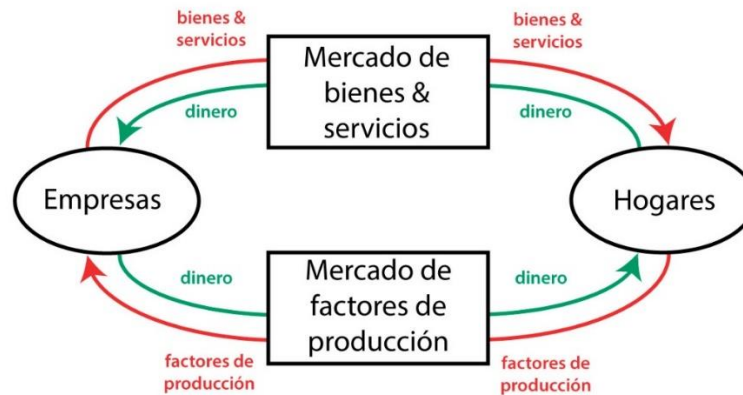 bienes &
servicios
Mercado de
bienes &
servicios
bienes &
servicios
dinero
dinero
Empresas
Hogares
dinero
Mercado de
factores de
producción
dinero
factores de
producción
factores de
producción